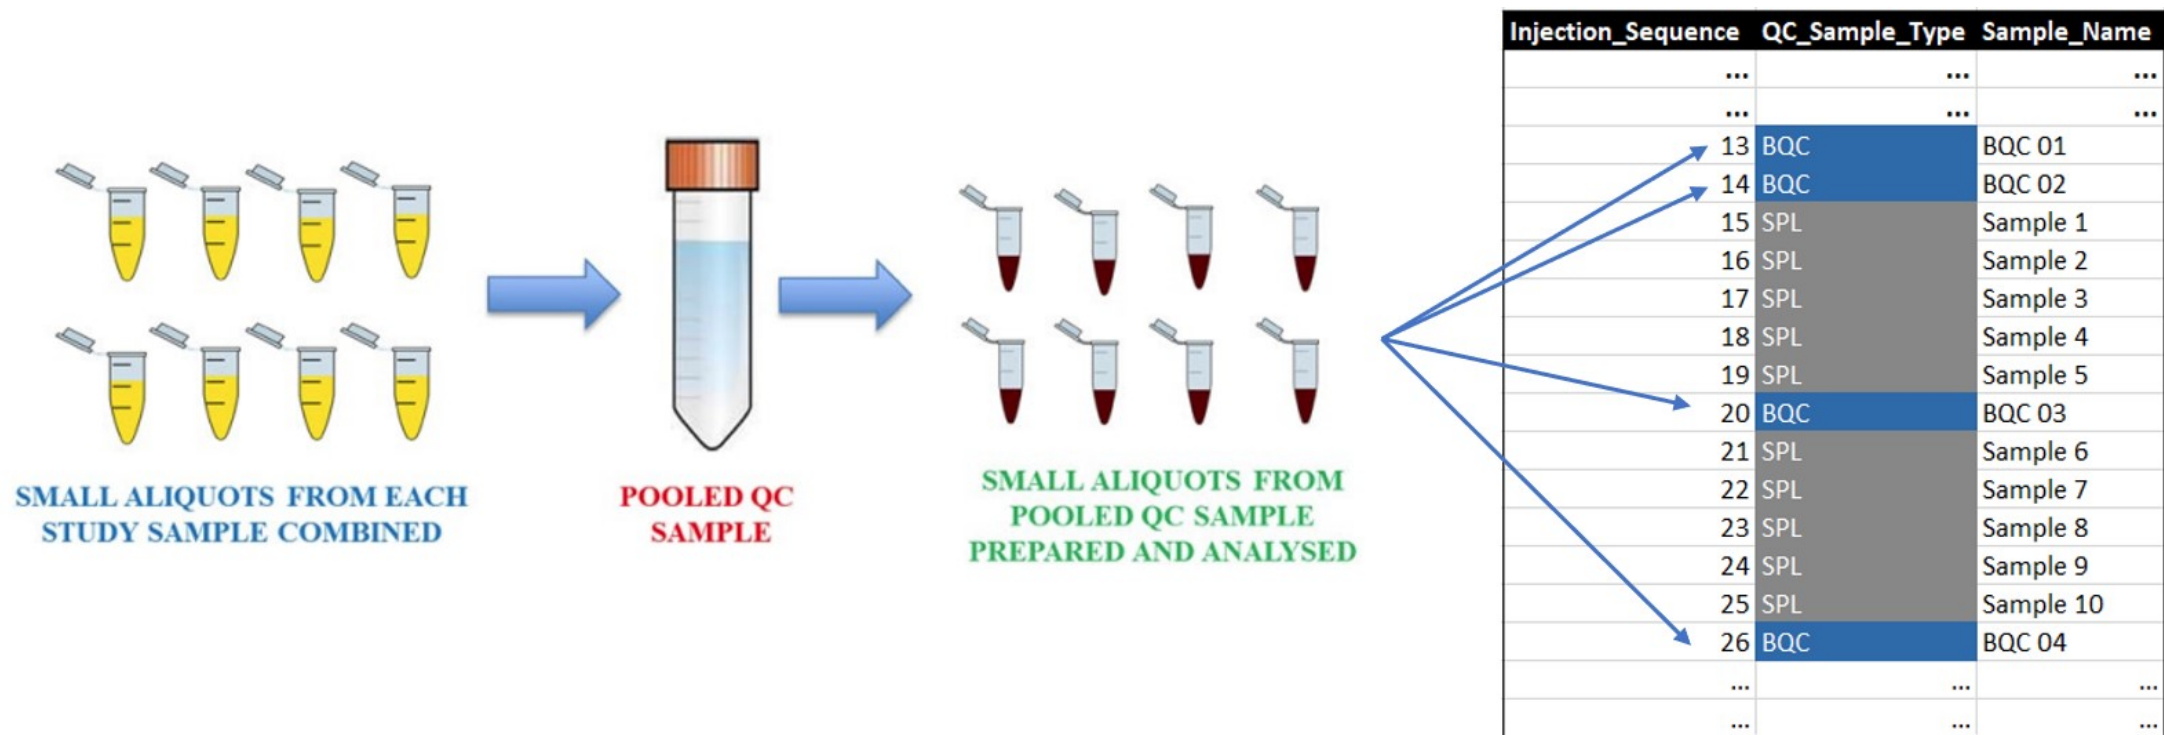 SMALL ALIQUOTS FROM EACH
STUDY SAMPLE COMBINED
POOLED QC
SAMPLE
SMALL ALIQUOTS FROM
POOLED QC SAMPLE
PREPARED AND ANALYSED
Injection_Sequence QC_Sample_Type Sample_Name
... ... ...
... ... ...
13 BQC BQC 01
14 BQC BQC 02
15 SPL Sample 1
16 SPL Sample 2
17 SPL Sample 3
18 SPL Sample 4
19 SPL Sample 5
20 BQC BQC 03
21 SPL Sample 6
22 SPL Sample 7
23 SPL Sample 8
24 SPL Sample 9
25 SPL Sample 10
26 BQC BQC 04
... ... ...
... ... ...